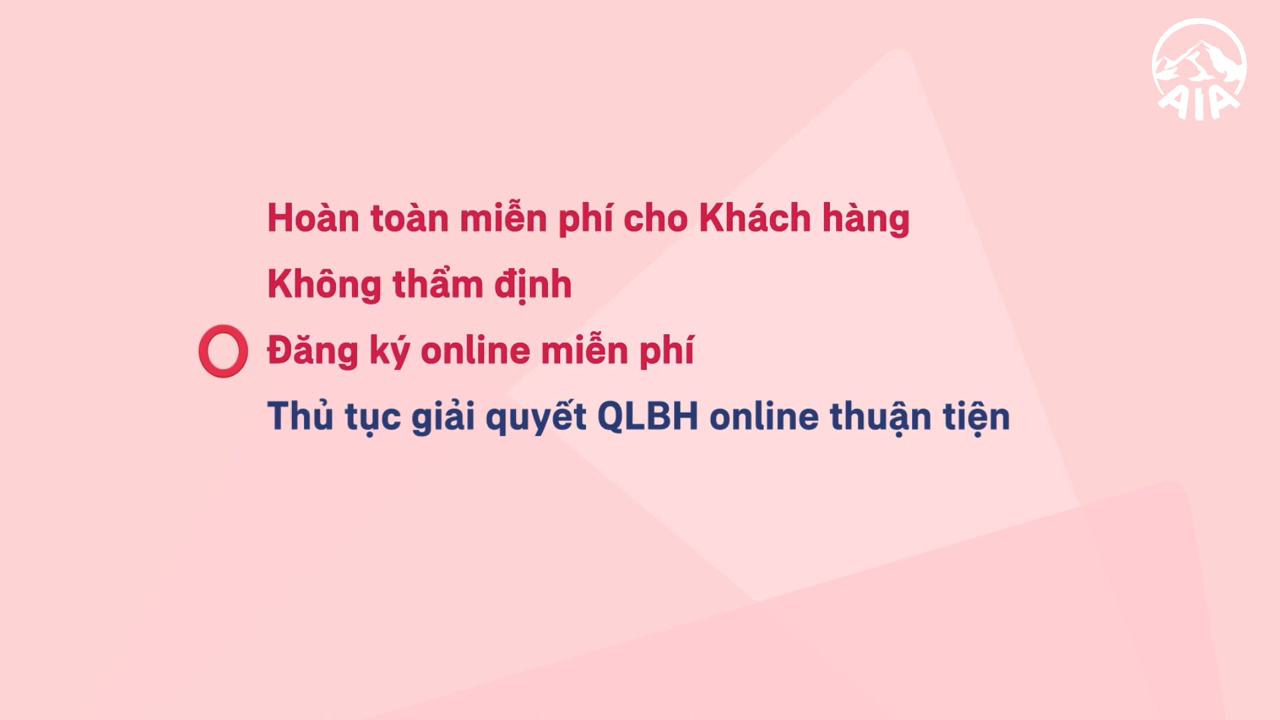 AIA
Hoàn toàn miễn phí cho Khách hàng
Không thẩm định
Đăng ký online miễn phí
Thủ tục giải quyết QLBH online thuận tiện